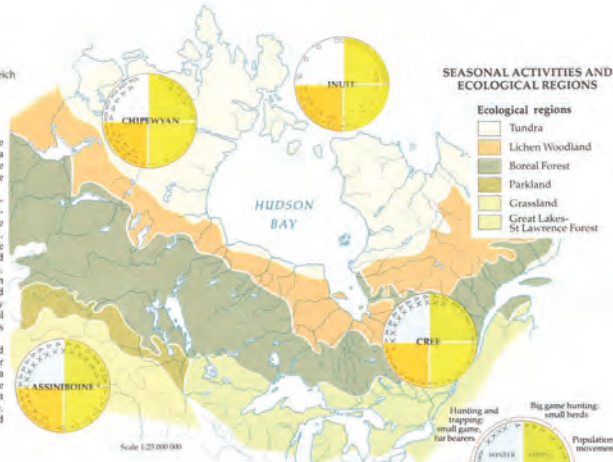 SEASONAL ACTIVITIES AND
ECOLOGICAL REGIONS
Ecological regions
Tundra
Lichen Woodland
Boreal Forest
Parkland
Grassland
Great Lakes-
St Lawrence Forest
CHIPEWYAN
INUIT
HUDSON
BAY
CREE
ASSINIBOINE
Scale 1:25 000 000
Hunting and
trapping:
small game,
fur bearers
Big game hunting:
small herds
Population
movement
WINTER